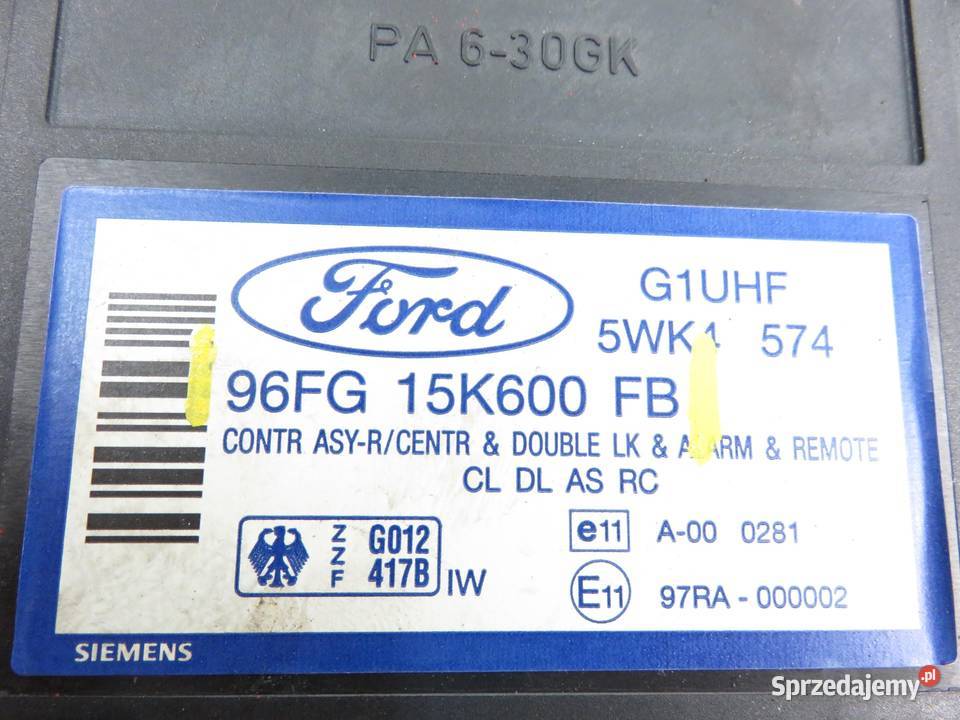 PA 6-30GK
Ford
G1UHF
5WK4 574
96FG 15K600 FB
CONTR ASY-R/CENTR & DOUBLE LK & ALARM & REMOTE
CL DL AS RC
ZZF G012 417B IW
e11 A-00 0281
E11 97RA - 000002
SIEMENS
Sprzedajemy.pl